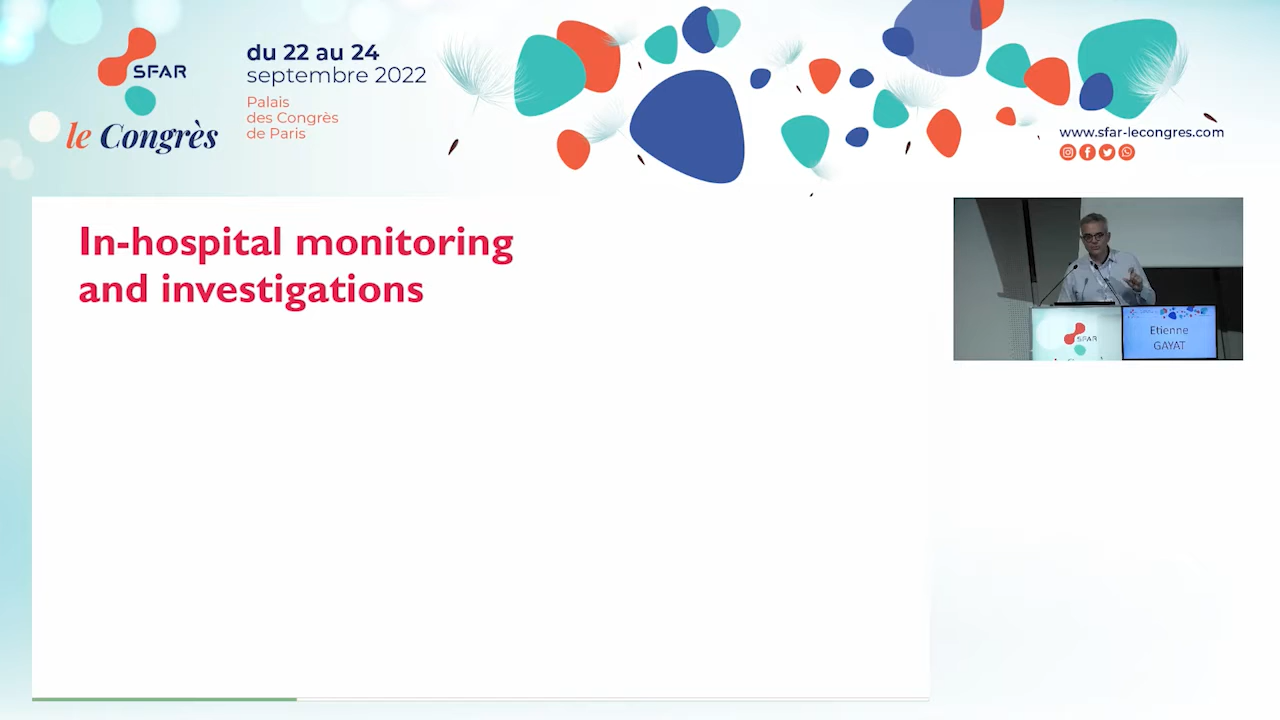 SFAR
le Congrès
du 22 au 24
septembre 2022
Palais
des Congrès
de Paris
www.sfar-lecongres.com
In-hospital monitoring
and investigations
SFAR
Etienne
GAYAT